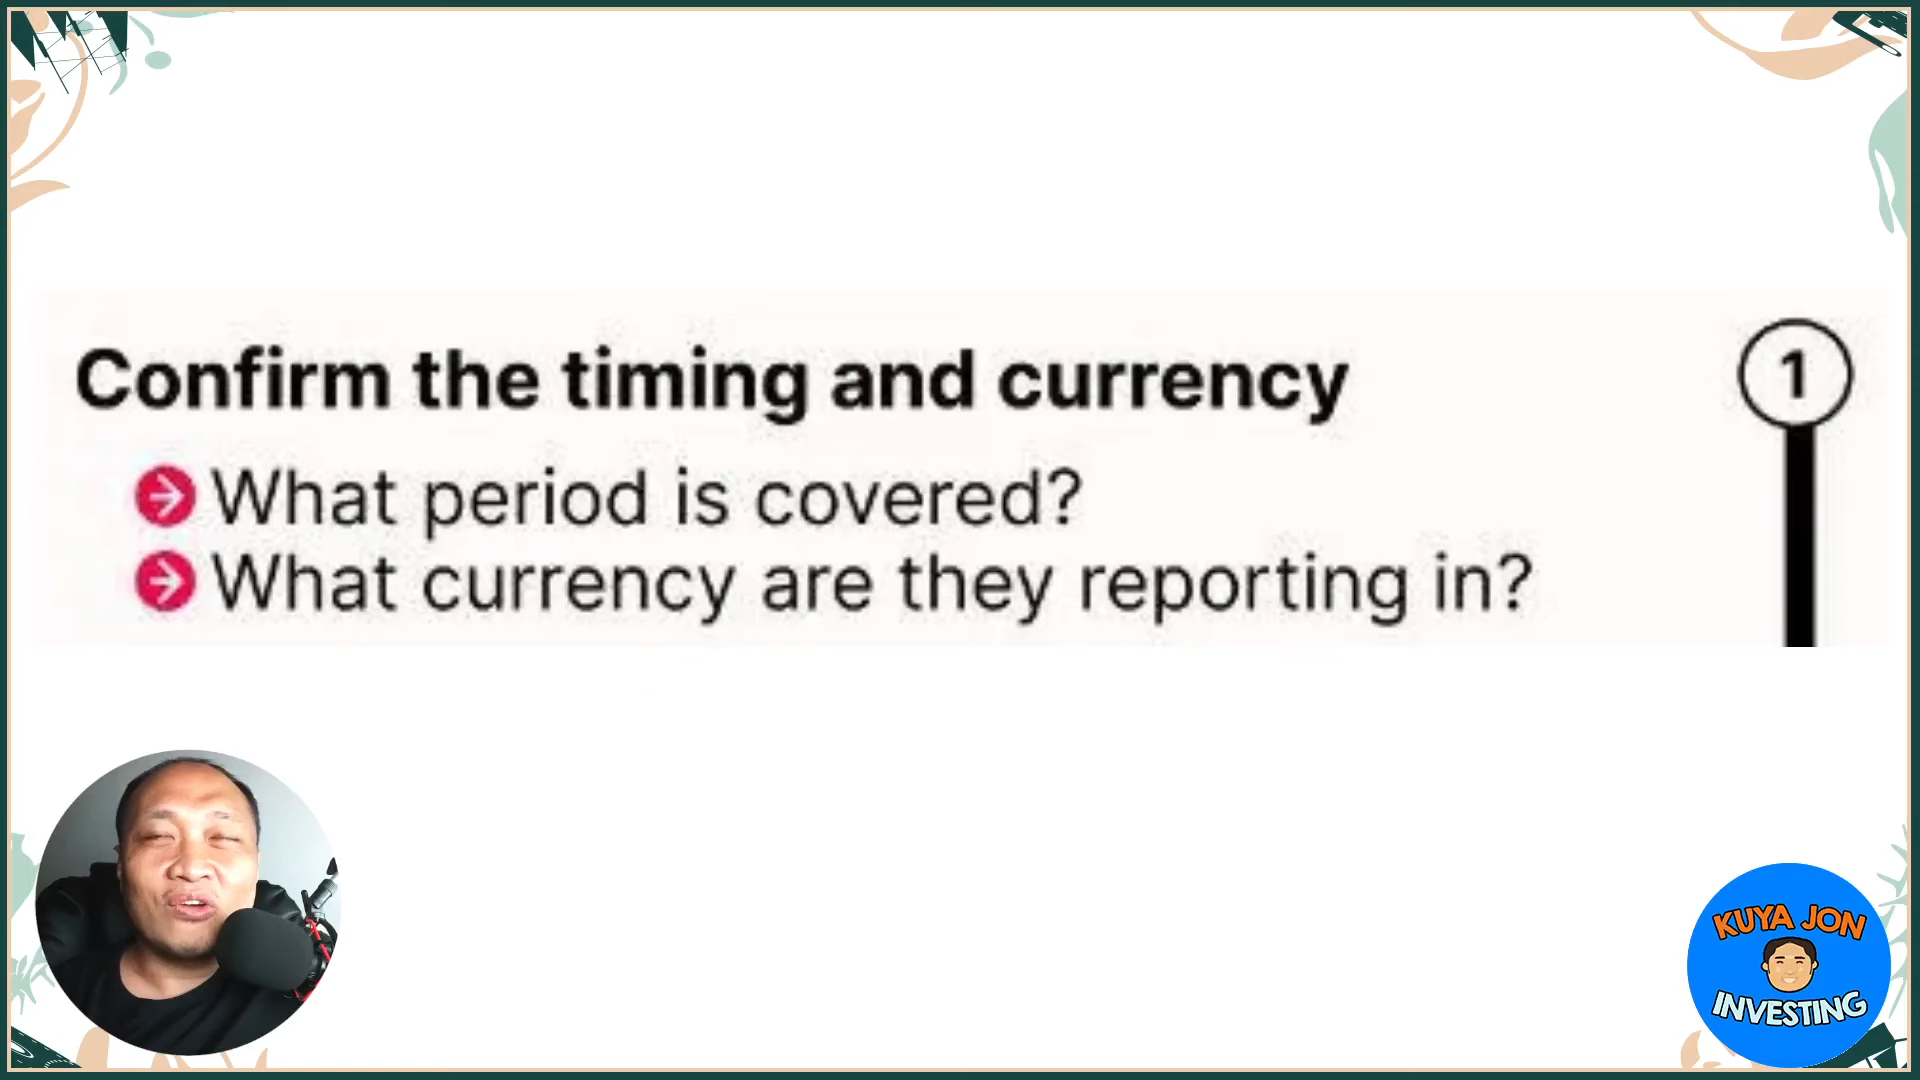 Confirm the timing and currency
1
What period is covered?
What currency are they reporting in?
KUYA JON
INVESTING